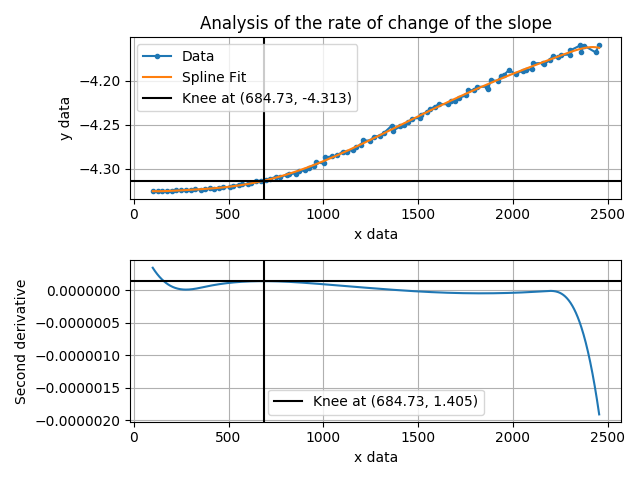 Analysis of the rate of change of the slope
Data
Spline Fit
Knee at (684.73, -4.313)
y data
−4.20
−4.25
−4.30
0
500
1000
1500
2000
2500
x data
Second derivative
0.0000000
−0.0000005
−0.0000010
−0.0000015
−0.0000020
Knee at (684.73, 1.405)
0
500
1000
1500
2000
2500
x data